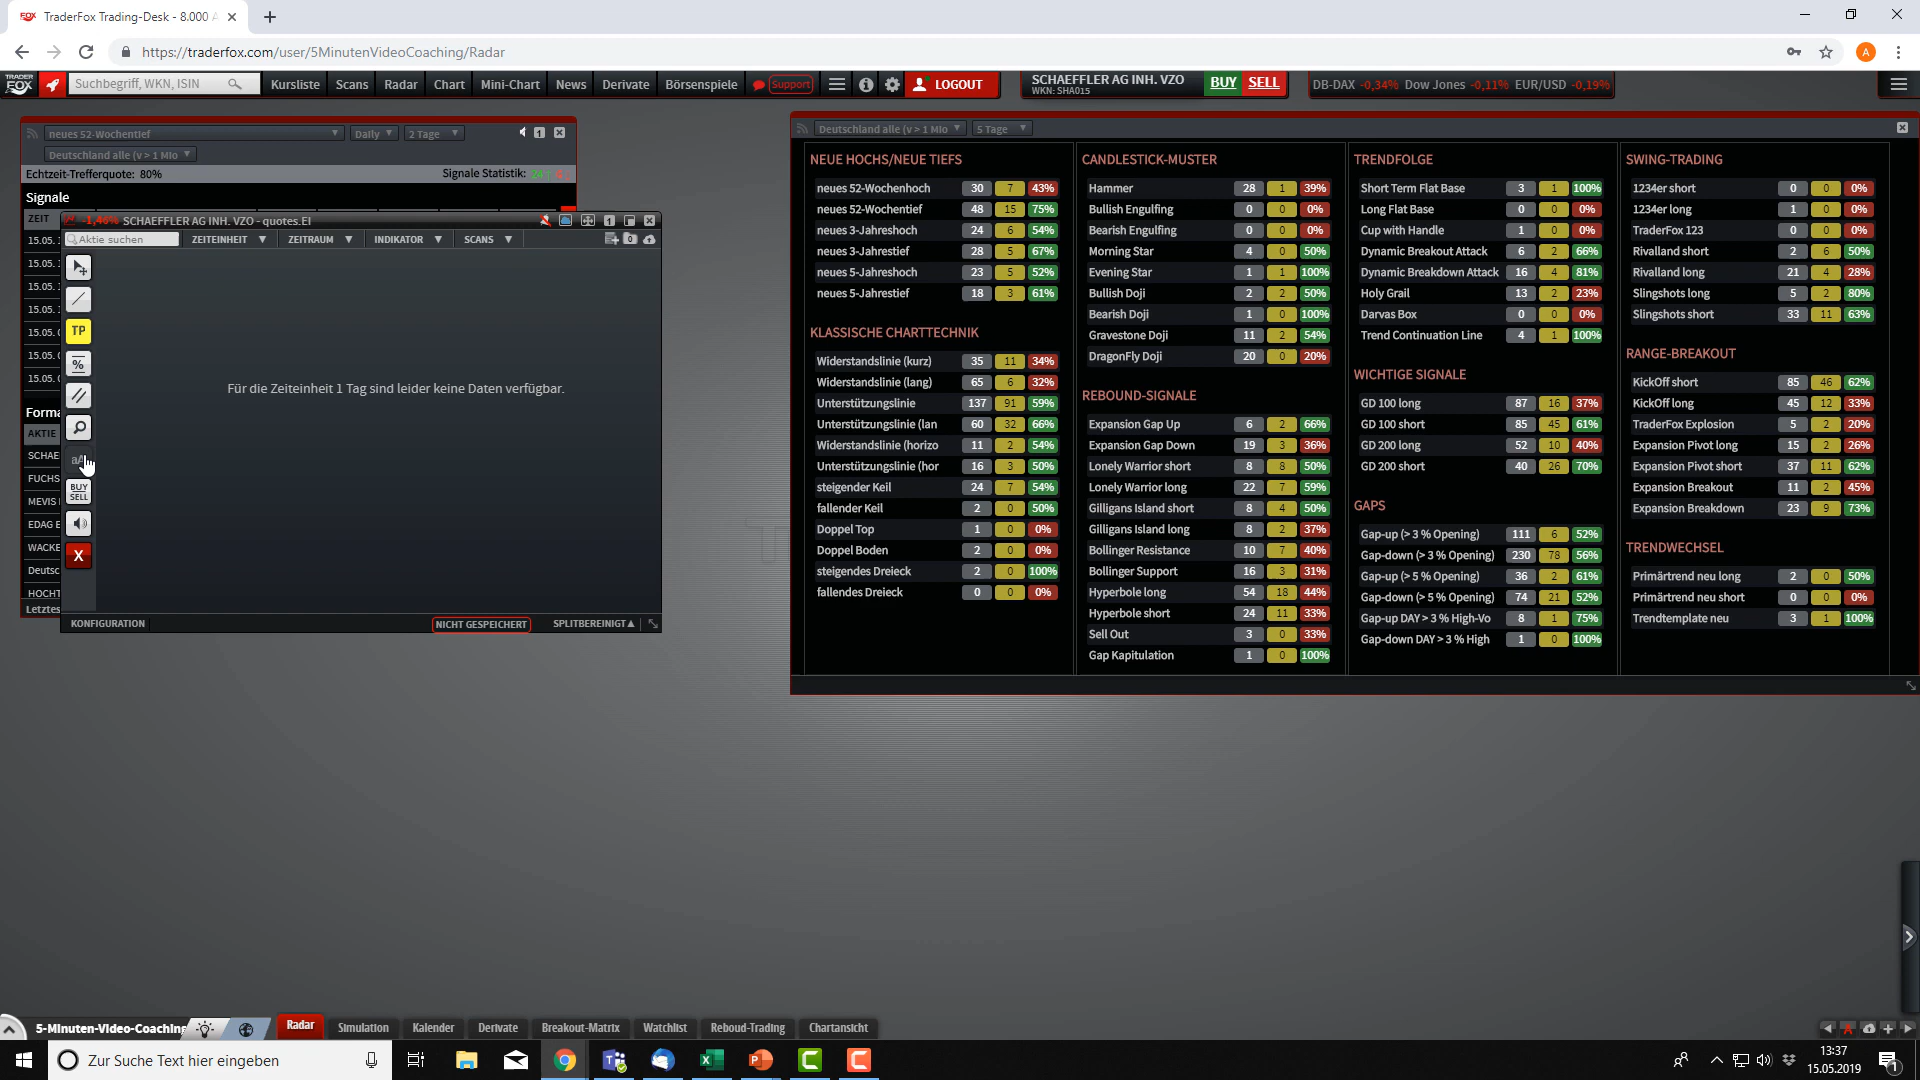 TraderFox Trading-Desk - 8.000 A
https://traderfox.com/user/5MinutenVideoCoaching/Radar
A
TRADER FOX
Suchbegriff, WKN, ISIN
Kursliste Scans Radar Chart Mini-Chart News Derivate Börsenspiele Support LOGOUT
SCHAEFFLER AG INH. VZO
WKN: SHA015
BUY SELL
DB-DAX -0,34% Dow Jones -0,11% EUR/USD -0,19%
neues 52-Wochentief Daily 2 Tage 1
Deutschland alle (v > 1 Mio
Echtzeit-Trefferquote: 80% Signale Statistik:
Signale
ZEIT
15.05.
15.05.
15.05.
15.05.
15.05.
15.05.
15.05.
Forma
AKTIE
SCHAE
FUCHS
MEVIS
EDAG E
WACKE
Deutsc
HOCHT
Letztes
-1,46% SCHAEFFLER AG INH. VZO - quotes.EI 1
Aktie suchen ZEITEINHEIT ZEITRAUM INDIKATOR SCANS
TP
%
BUY
SELL
X
Für die Zeiteinheit 1 Tag sind leider keine Daten verfügbar.
KONFIGURATION NICHT GESPEICHERT SPLITBEREINIGT
Deutschland alle (v > 1 Mio 5 Tage
NEUE HOCHS/NEUE TIEFS
neues 52-Wochenhoch 30 7 43%
neues 52-Wochentief 48 15 75%
neues 3-Jahreshoch 24 6 54%
neues 3-Jahrestief 28 5 67%
neues 5-Jahreshoch 23 5 52%
neues 5-Jahrestief 18 3 61%
KLASSISCHE CHARTTECHNIK
Widerstandslinie (kurz) 35 11 34%
Widerstandslinie (lang) 65 6 32%
Unterstützungslinie 137 91 59%
Unterstützungslinie (lan 60 32 66%
Widerstandslinie (horizo 11 2 54%
Unterstützungslinie (hor 16 3 50%
steigender Keil 24 7 54%
fallender Keil 2 0 50%
Doppel Top 1 0 0%
Doppel Boden 2 0 0%
steigendes Dreieck 2 0 100%
fallendes Dreieck 0 0 0%
CANDLESTICK-MUSTER
Hammer 28 1 39%
Bullish Engulfing 0 0 0%
Bearish Engulfing 0 0 0%
Morning Star 4 0 50%
Evening Star 1 1 100%
Bullish Doji 2 2 50%
Bearish Doji 1 0 100%
Gravestone Doji 11 2 54%
DragonFly Doji 20 0 20%
REBOUND-SIGNALE
Expansion Gap Up 6 2 66%
Expansion Gap Down 19 3 36%
Lonely Warrior short 8 8 50%
Lonely Warrior long 22 7 59%
Gilligans Island short 8 4 50%
Gilligans Island long 8 2 37%
Bollinger Resistance 10 7 40%
Bollinger Support 16 3 31%
Hyperbole long 54 18 44%
Hyperbole short 24 11 33%
Sell Out 3 0 33%
Gap Kapitulation 1 0 100%
TRENDFOLGE
Short Term Flat Base 3 1 100%
Long Flat Base 0 0 0%
Cup with Handle 1 0 0%
Dynamic Breakout Attack 6 2 66%
Dynamic Breakdown Attack 16 4 81%
Holy Grail 13 2 23%
Darvas Box 0 0 0%
Trend Continuation Line 4 1 100%
WICHTIGE SIGNALE
GD 100 long 87 16 37%
GD 100 short 85 45 61%
GD 200 long 52 10 40%
GD 200 short 40 26 70%
GAPS
Gap-up (> 3 % Opening) 111 6 52%
Gap-down (> 3 % Opening) 230 78 56%
Gap-up (> 5 % Opening) 36 2 61%
Gap-down (> 5 % Opening) 74 21 52%
Gap-up DAY > 3 % High-Vo 8 1 75%
Gap-down DAY > 3 % High 1 0 100%
SWING-TRADING
1234er short 0 0 0%
1234er long 1 0 0%
TraderFox 123 0 0 0%
Rivalland short 2 6 50%
Rivalland long 21 4 28%
Slingshots long 5 2 80%
Slingshots short 33 11 63%
RANGE-BREAKOUT
KickOff short 85 46 62%
KickOff long 45 12 33%
TraderFox Explosion 5 2 20%
Expansion Pivot long 15 2 26%
Expansion Pivot short 37 11 62%
Expansion Breakout 11 2 45%
Expansion Breakdown 23 9 73%
TRENDWECHSEL
Primärtrend neu long 2 0 50%
Primärtrend neu short 0 0 0%
Trendtemplate neu 3 1 100%
5-Minuten-Video-Coaching Radar Simulation Kalender Derivate Breakout-Matrix Watchlist Reboud-Trading Chartansicht
Zur Suche Text hier eingeben
13:37
15.05.2019
1